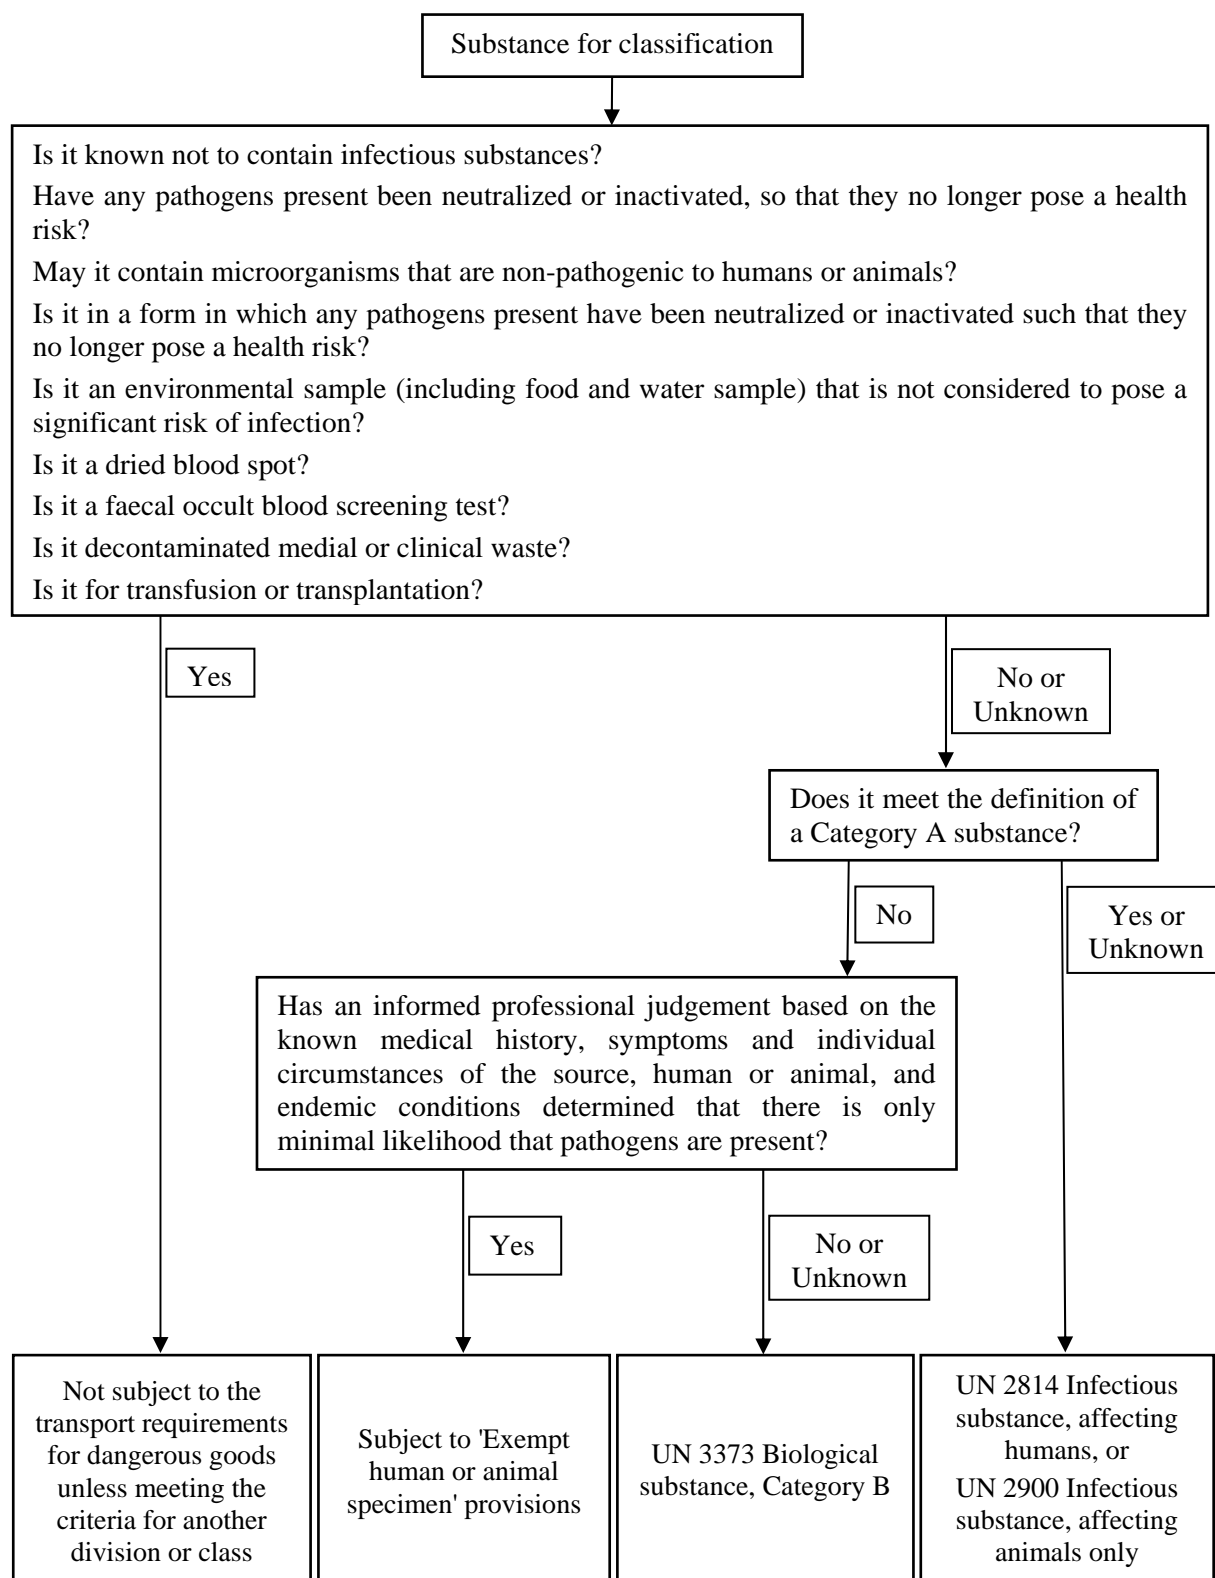 Substance for classification
Is it known not to contain infectious substances?
Have any pathogens present been neutralized or inactivated, so that they no longer pose a health
risk?
May it contain microorganisms that are non-pathogenic to humans or animals?
Is it in a form in which any pathogens present have been neutralized or inactivated such that they
no longer pose a health risk?
Is it an environmental sample (including food and water sample) that is not considered to pose a
significant risk of infection?
Is it a dried blood spot?
Is it a faecal occult blood screening test?
Is it decontaminated medial or clinical waste?
Is it for transfusion or transplantation?
Yes
No or
Unknown
Does it meet the definition of
a Category A substance?
No
Yes or
Unknown
Has an informed professional judgement based on the
known medical history, symptoms and individual
circumstances of the source, human or animal, and
endemic conditions determined that there is only
minimal likelihood that pathogens are present?
Yes
No or
Unknown
Not subject to the
transport requirements
for dangerous goods
unless meeting the
criteria for another
division or class
Subject to 'Exempt
human or animal
specimen' provisions
UN 3373 Biological
substance, Category B
UN 2814 Infectious
substance, affecting
humans, or
UN 2900 Infectious
substance, affecting
animals only